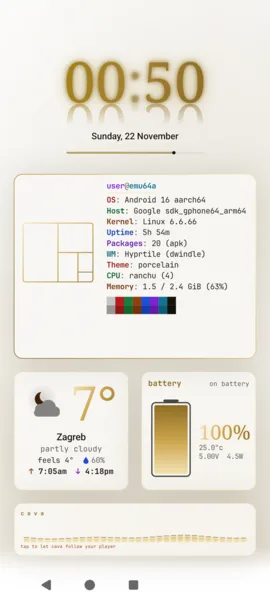 00:50
Sunday, 22 November
user@emu64a
OS: Android 16 aarch64
Host: Google sdk_gphone64_arm64
Kernel: Linux 6.6.66
Uptime: 5h 54m
Packages: 20 (apk)
WM: Hyprtile (dwindle)
Theme: porcelain
CPU: ranchu (4)
Memory: 1.5 / 2.4 GiB (63%)
7°
Zagreb
partly cloudy
feels 4° 60%
↑ 7:05am ↓ 4:18pm
battery on battery
100%
25.0°c
5.00V 4.5W
cava
tap to let cava follow your player